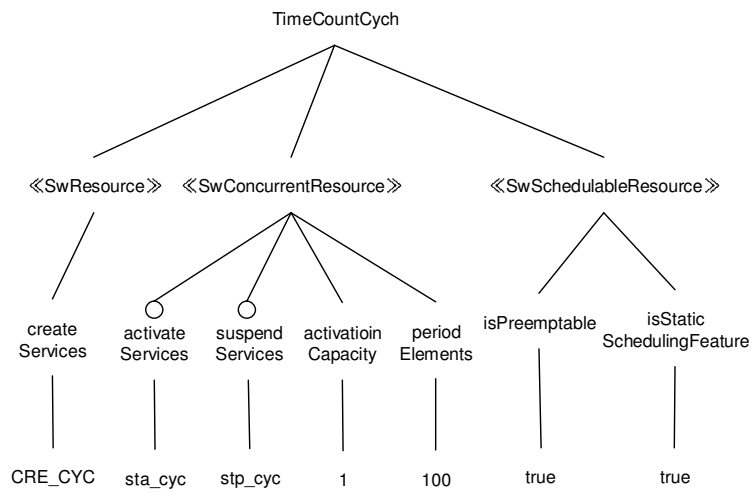 TimeCountCych
≪SwResource≫ ≪SwConcurrentResource≫ ≪SwSchedulableResource≫
create
Services
activate
Services
suspend
Services
activatioin
Capacity
period
Elements
isPreemptable
isStatic
SchedulingFeature
CRE_CYC sta_cyc stp_cyc 1 100 true true